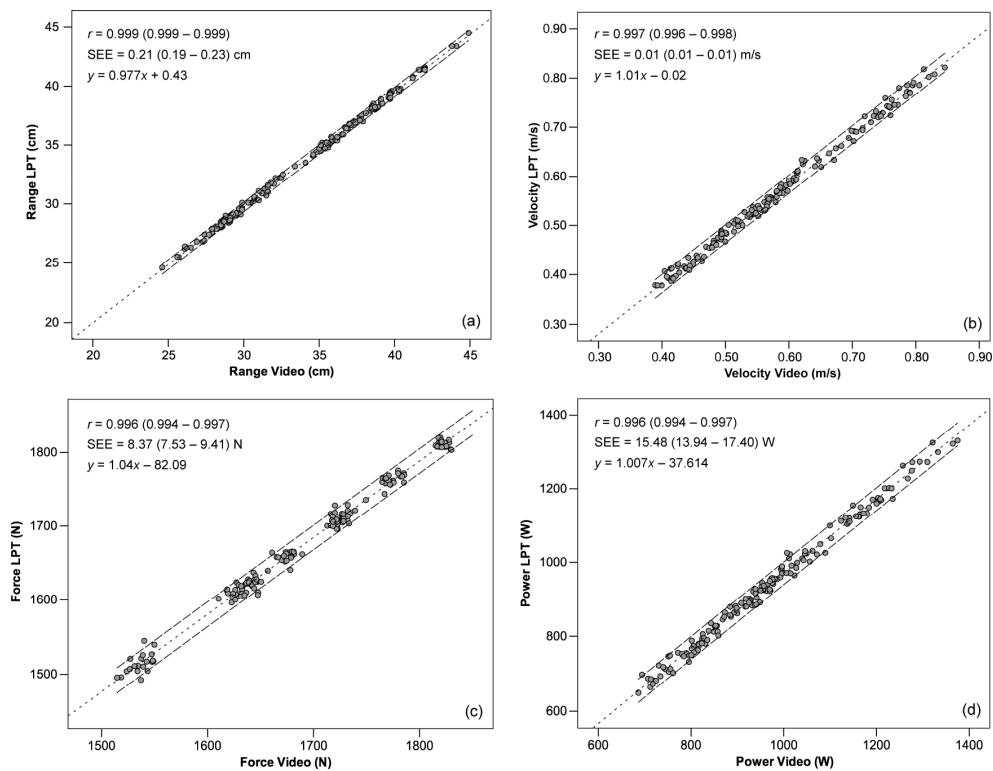 45
40
35
30
25
20
Range LPT (cm)
r = 0.999 (0.999 – 0.999)
SEE = 0.21 (0.19 – 0.23) cm
y = 0.977x + 0.43
(a)
20 25 30 35 40 45
Range Video (cm)
0.90
0.80
0.70
0.60
0.50
0.40
0.30
Velocity LPT (m/s)
r = 0.997 (0.996 – 0.998)
SEE = 0.01 (0.01 – 0.01) m/s
y = 1.01x – 0.02
(b)
0.30 0.40 0.50 0.60 0.70 0.80 0.90
Velocity Video (m/s)
1800
1700
1600
1500
Force LPT (N)
r = 0.996 (0.994 – 0.997)
SEE = 8.37 (7.53 – 9.41) N
y = 1.04x – 82.09
(c)
1500 1600 1700 1800
Force Video (N)
1400
1200
1000
800
600
Power LPT (W)
r = 0.996 (0.994 – 0.997)
SEE = 15.48 (13.94 – 17.40) W
y = 1.007x – 37.614
(d)
600 800 1000 1200 1400
Power Video (W)